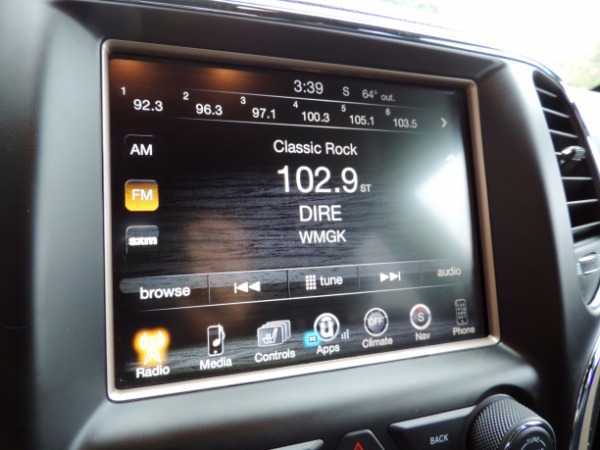 3:39 S 64° out.
1 92.3 2 96.3 3 97.1 4 100.3 5 105.1 6 103.5
AM
Classic Rock
FM
102.9 ST
DIRE
sxm
WMGK
browse tune audio
OFF S
Radio Media Controls Apps Climate Nav Phone
BACK
TUNE